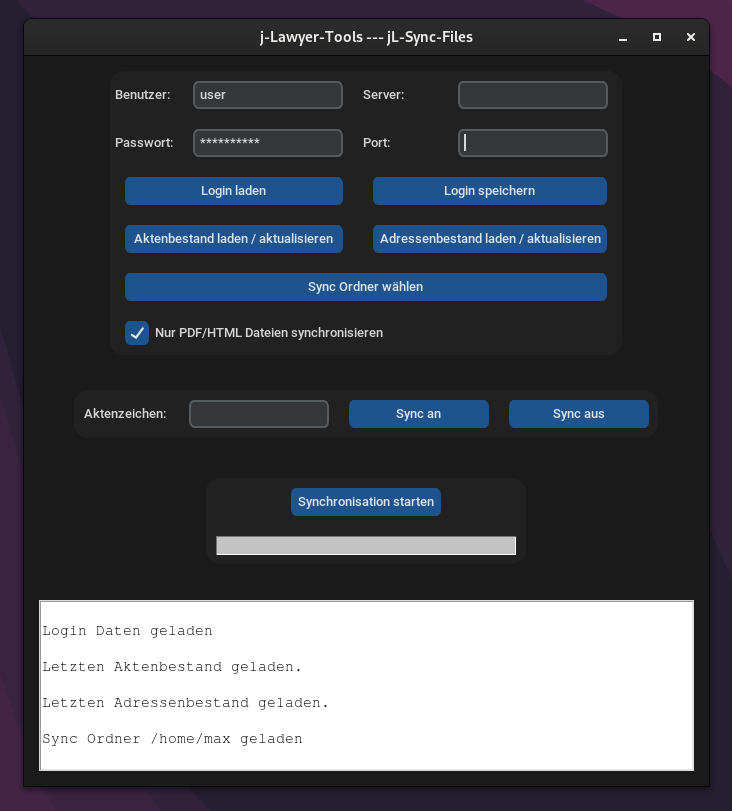 j-Lawyer-Tools --- jL-Sync-Files
Benutzer: user Server:
Passwort: ********** Port:
Login laden Login speichern
Aktenbestand laden / aktualisieren Adressenbestand laden / aktualisieren
Sync Ordner wählen
Nur PDF/HTML Dateien synchronisieren
Aktenzeichen: Sync an Sync aus
Synchronisation starten
Login Daten geladen
Letzten Aktenbestand geladen.
Letzten Adressenbestand geladen.
Sync Ordner /home/max geladen